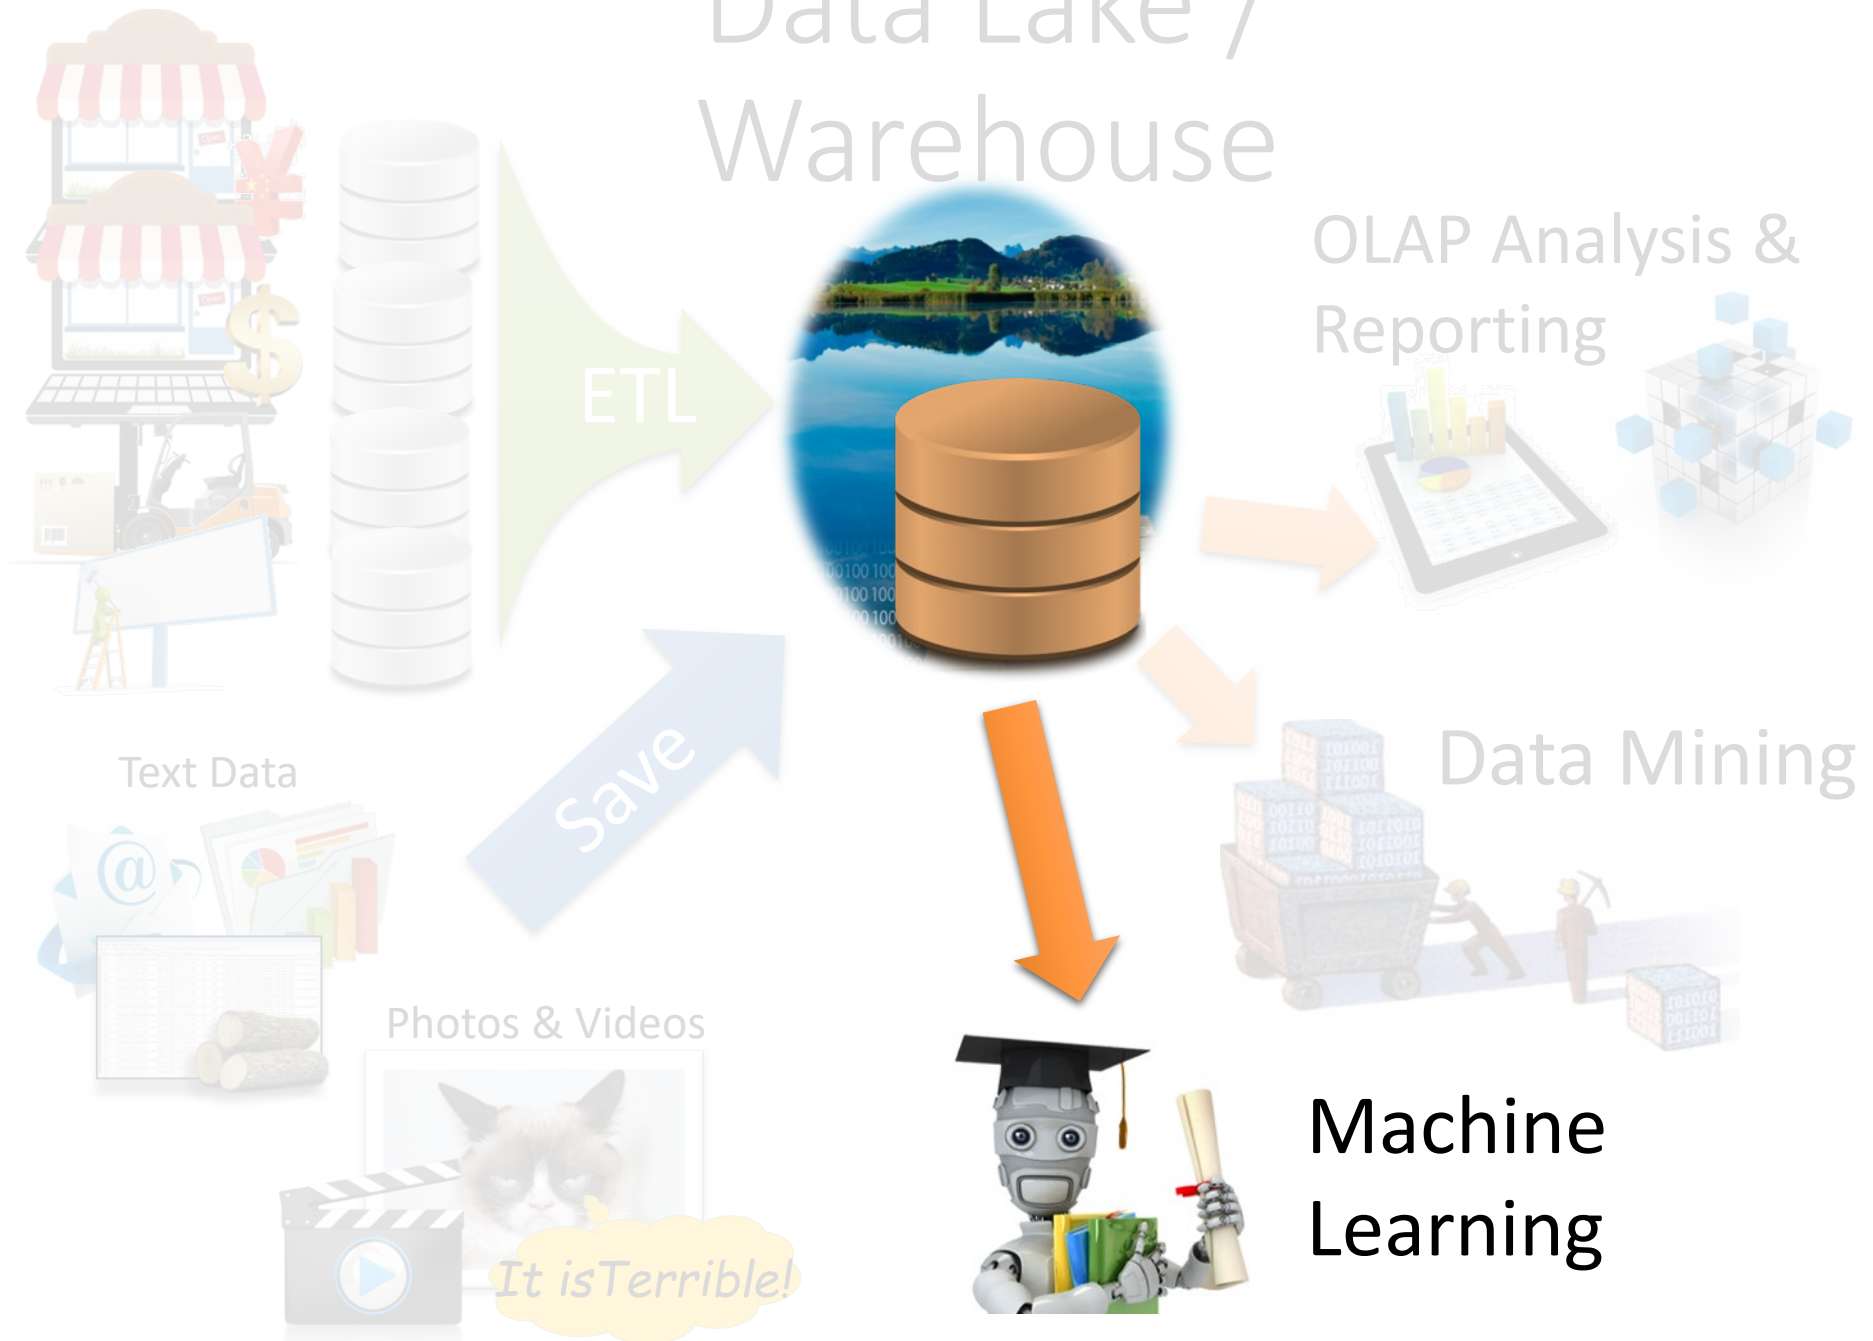 Data Lake /
Warehouse
OLAP Analysis &
Reporting
ETL
Save
Text Data
Data Mining
Photos & Videos
It isTerrible!
Machine
Learning